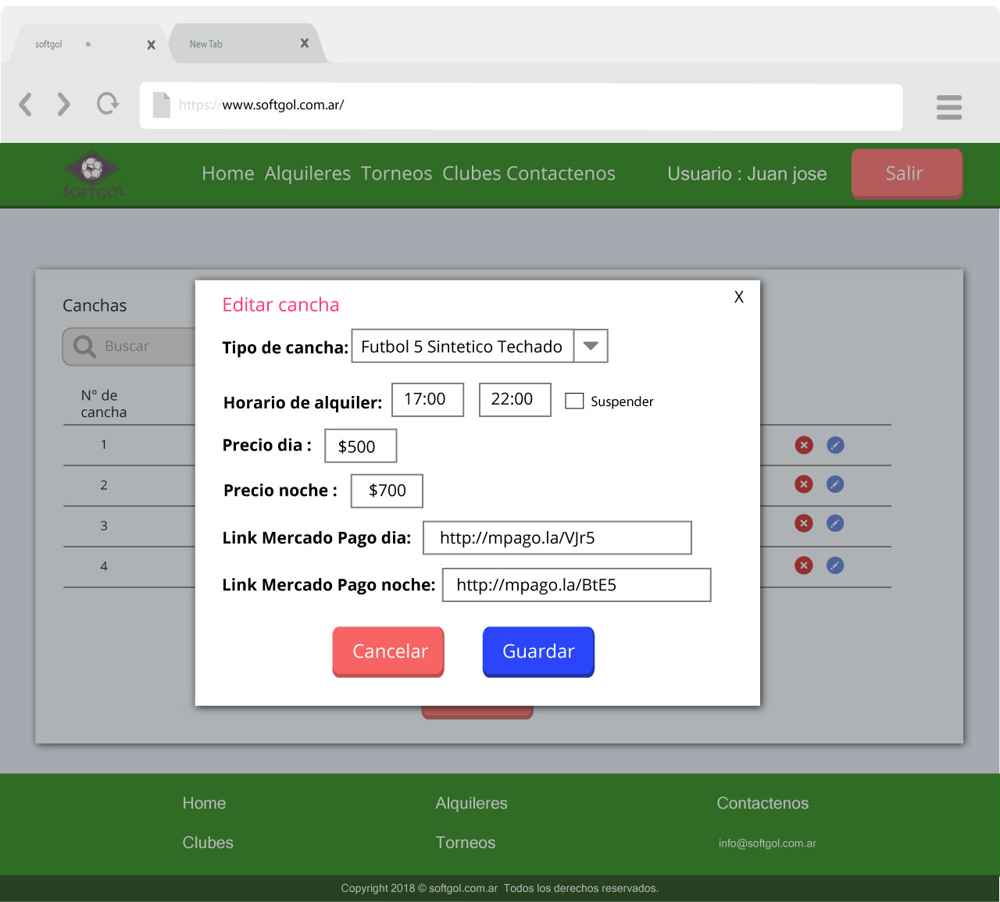 softgol »
X
New Tab
X
https://www.softgol.com.ar/
SOFTGOL
Home Alquileres Torneos Clubes Contactenos
Usuario : Juan jose
Salir
Canchas
Buscar
N° de
cancha
1
2
3
4
Editar cancha
X
Tipo de cancha: Futbol 5 Sintetico Techado
Horario de alquiler: 17:00 22:00 Suspender
Precio dia : $500
Precio noche : $700
Link Mercado Pago dia: http://mpago.la/VJr5
Link Mercado Pago noche: http://mpago.la/BtE5
Cancelar
Guardar
Home Alquileres Contactenos
Clubes Torneos info@softgol.com.ar
Copyright 2018 © softgol.com.ar Todos los derechos reservados.